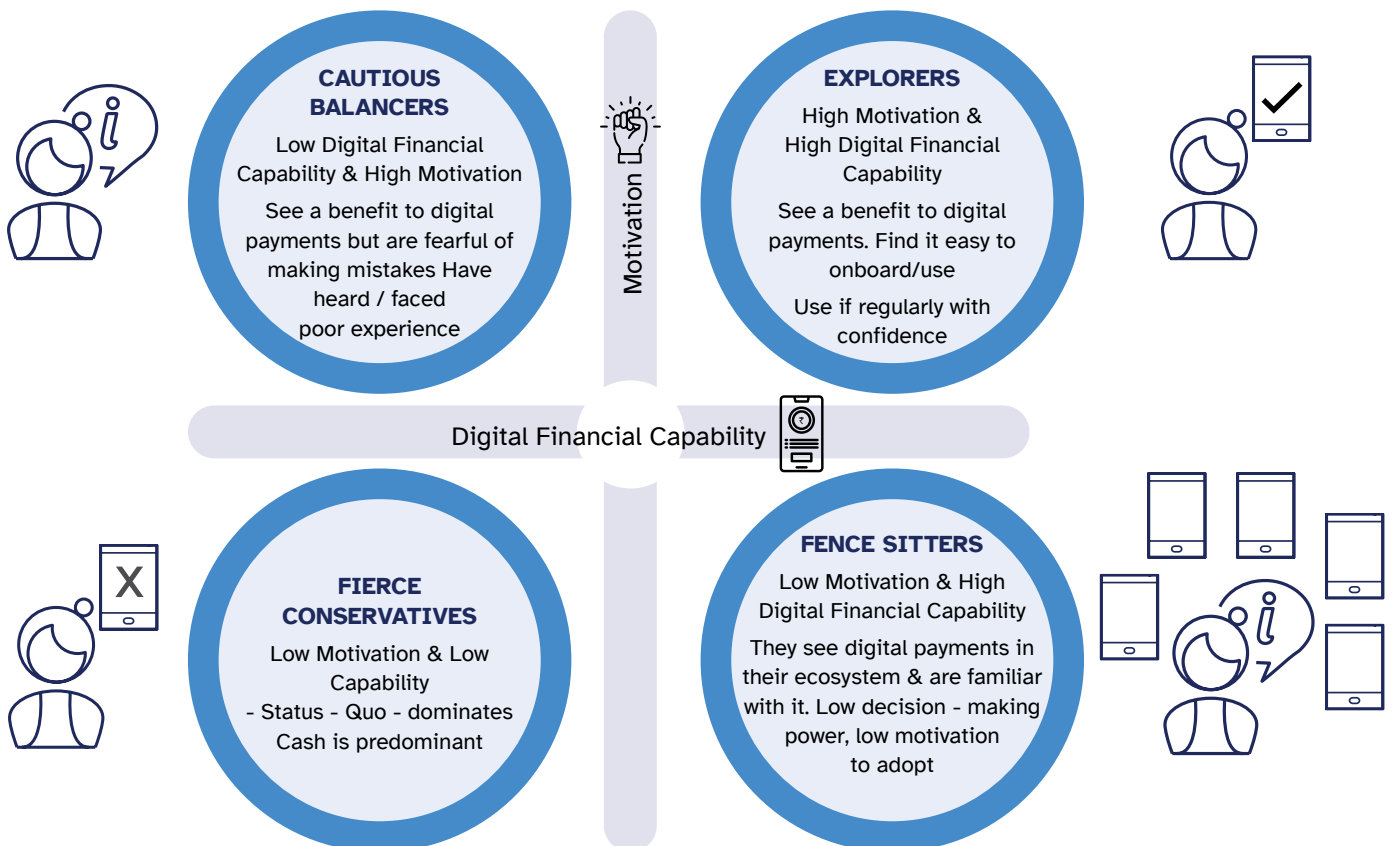 CAUTIOUS
BALANCERS
Low Digital Financial
Capability & High Motivation
See a benefit to digital
payments but are fearful of
making mistakes Have
heard / faced
poor experience
Motivation
EXPLORERS
High Motivation &
High Digital Financial
Capability
See a benefit to digital
payments. Find it easy to
onboard/use
Use if regularly with
confidence
Digital Financial Capability
₹
FIERCE
CONSERVATIVES
Low Motivation & Low
Capability
- Status - Quo - dominates
Cash is predominant
X
FENCE SITTERS
Low Motivation & High
Digital Financial Capability
They see digital payments in
their ecosystem & are familiar
with it. Low decision - making
power, low motivation
to adopt
i
i